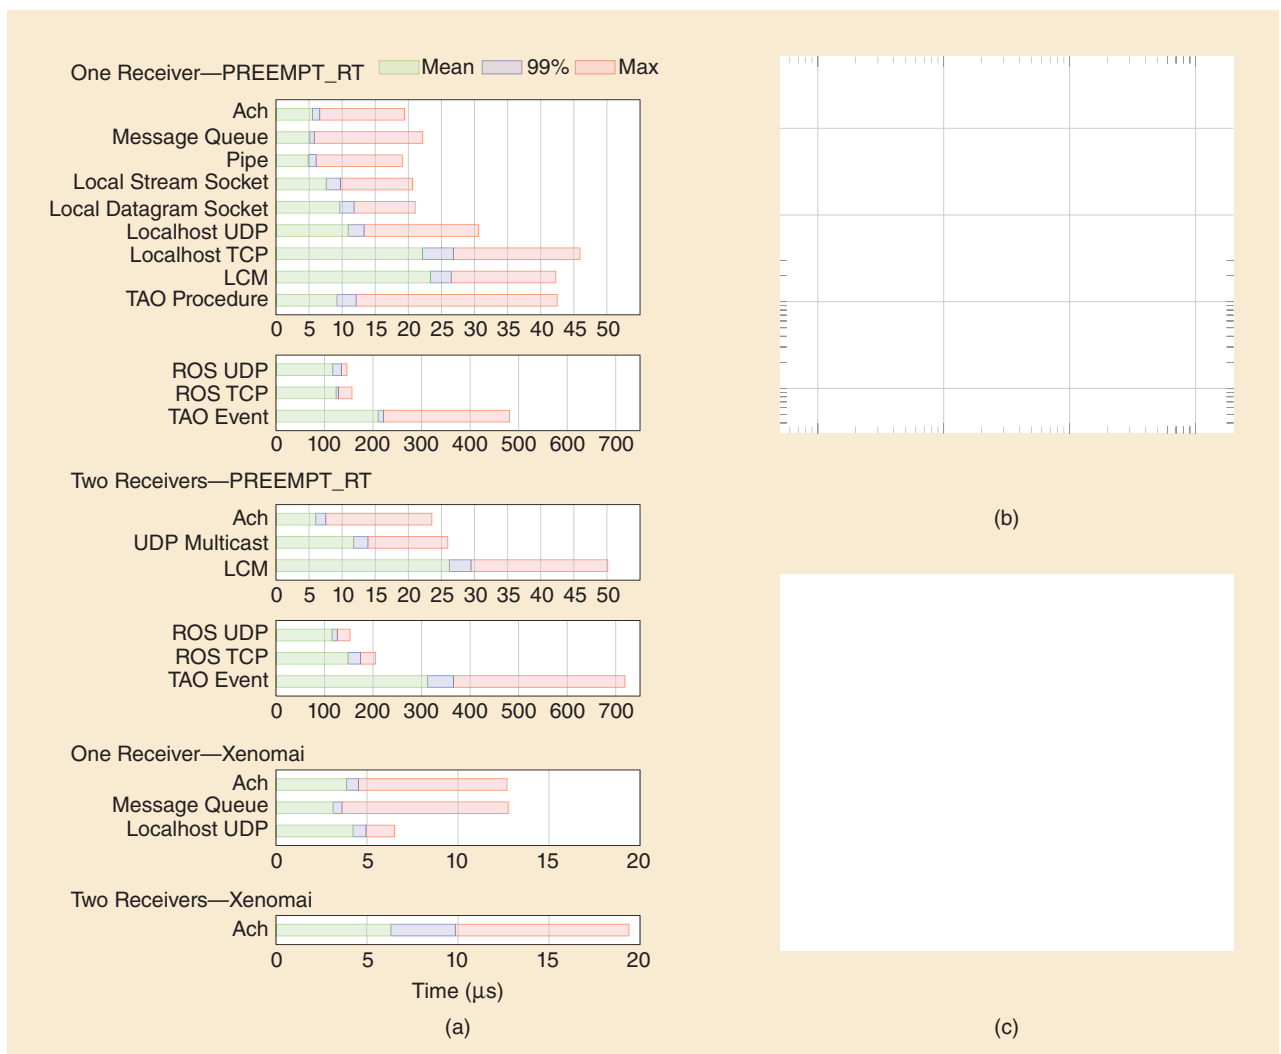 One Receiver—PREEMPT_RT Mean 99% Max
Ach
Message Queue
Pipe
Local Stream Socket
Local Datagram Socket
Localhost UDP
Localhost TCP
LCM
TAO Procedure
0 5 10 15 20 25 30 35 40 45 50
ROS UDP
ROS TCP
TAO Event
0 100 200 300 400 500 600 700
Two Receivers—PREEMPT_RT
Ach
UDP Multicast
LCM
0 5 10 15 20 25 30 35 40 45 50
ROS UDP
ROS TCP
TAO Event
0 100 200 300 400 500 600 700
One Receiver—Xenomai
Ach
Message Queue
Localhost UDP
0 5 10 15 20
Two Receivers—Xenomai
Ach
0 5 10 15 20
Time (μs)
(a)
(b)
(c)